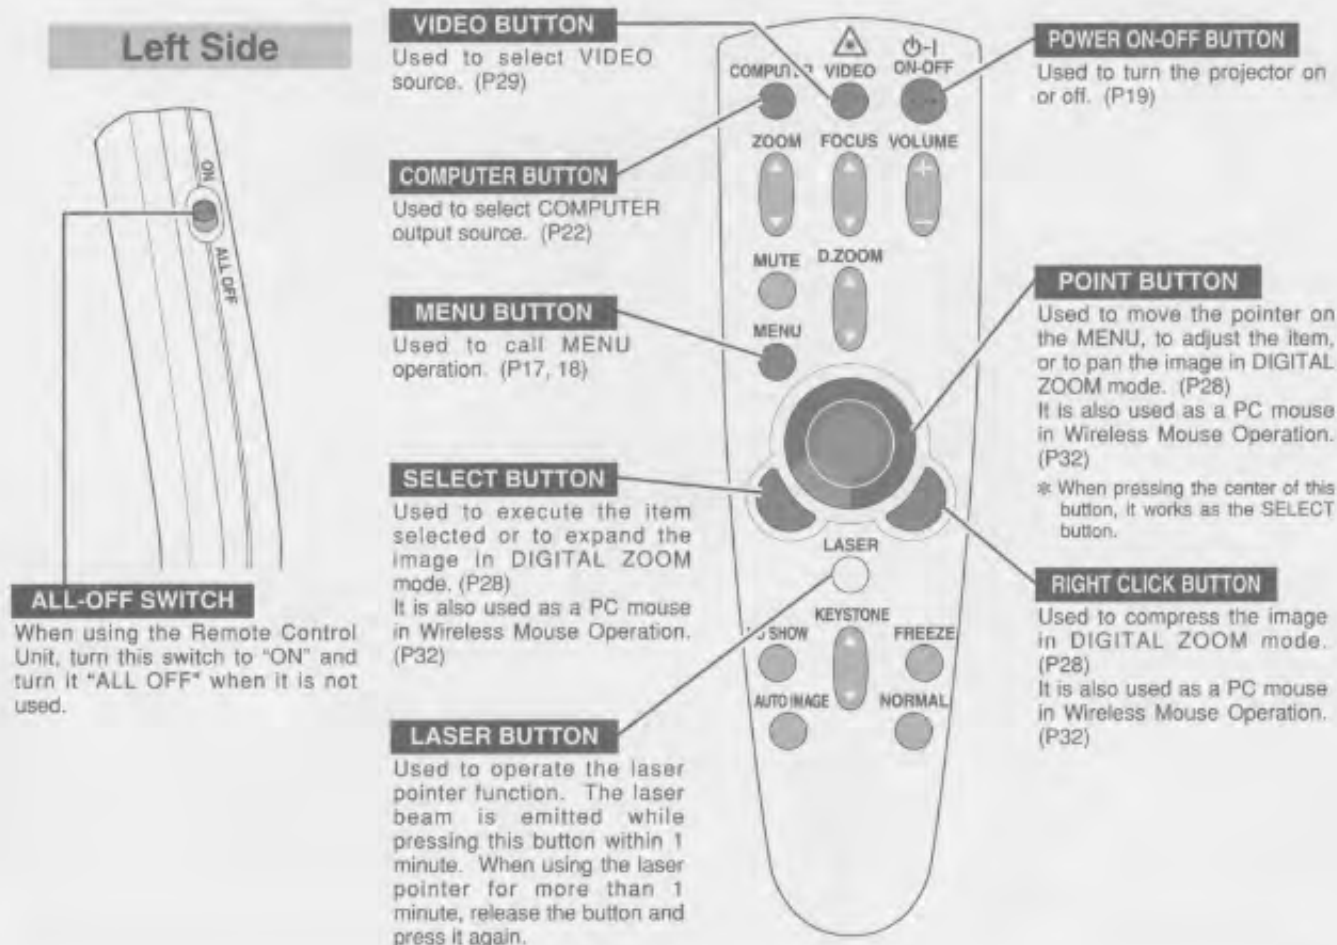 Left Side
ON
ALL OFF
ALL-OFF SWITCH
When using the Remote Control
Unit, turn this switch to "ON" and
turn it "ALL OFF" when it is not
used.
VIDEO BUTTON
Used to select VIDEO
source. (P29)
COMPUTER BUTTON
Used to select COMPUTER
output source. (P22)
MENU BUTTON
Used to call MENU
operation. (P17, 18)
SELECT BUTTON
Used to execute the item
selected or to expand the
image in DIGITAL ZOOM
mode. (P28)
It is also used as a PC mouse
in Wireless Mouse Operation.
(P32)
LASER BUTTON
Used to operate the laser
pointer function. The laser
beam is emitted while
pressing this button within 1
minute. When using the laser
pointer for more than 1
minute, release the button and
press it again.
VIDEO ON-OFF
ZOOM FOCUS VOLUME
MUTE D.ZOOM
MENU
LASER
KEYSTONE
SHOW FREEZE
AUTO IMAGE NORMAL
POWER ON-OFF BUTTON
Used to turn the projector on
or off. (P19)
POINT BUTTON
Used to move the pointer on
the MENU, to adjust the item,
or to pan the image in DIGITAL
ZOOM mode. (P28)
It is also used as a PC mouse
in Wireless Mouse Operation.
(P32)
* When pressing the center of this
button, it works as the SELECT
button.
RIGHT CLICK BUTTON
Used to compress the image
in DIGITAL ZOOM mode.
(P28)
It is also used as a PC mouse
in Wireless Mouse Operation.
(P32)